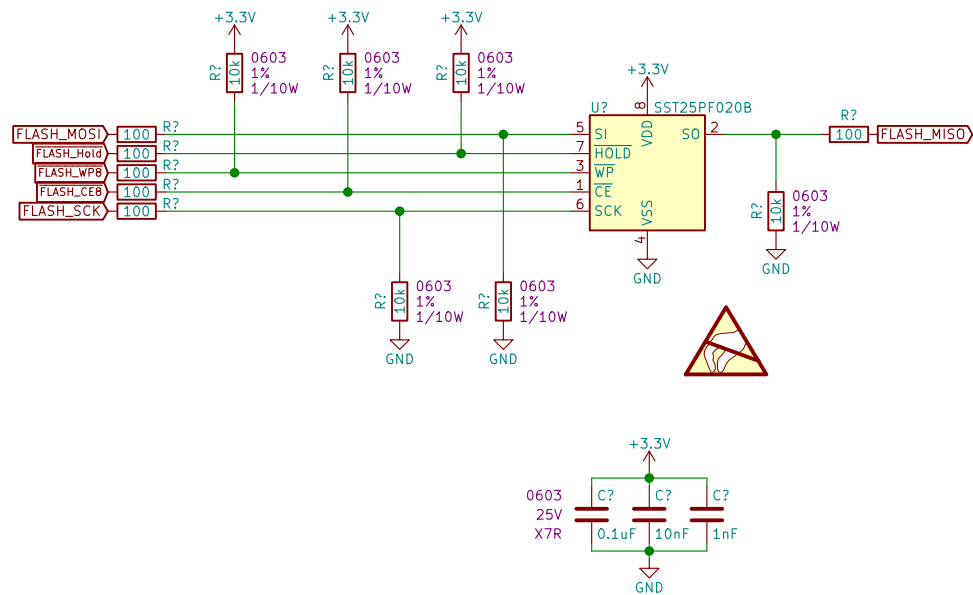 +3.3V +3.3V +3.3V
R? 10k 0603 1% 1/10W
R? 10k 0603 1% 1/10W
R? 10k 0603 1% 1/10W
+3.3V
U? SST25PF020B
FLASH_MOSI 100 R?
FLASH_Hold 100 R?
FLASH_WP8 100 R?
FLASH_CE8 100 R?
FLASH_SCK 100 R?
8 VDD
5 SI
7 HOLD
3 WP
1 CE
6 SCK
SO 2
VSS 4
GND
R? 100 FLASH_MISO
R? 10k 0603 1% 1/10W
GND
R? 10k 0603 1% 1/10W
GND
R? 10k 0603 1% 1/10W
GND
+3.3V
0603
25V
X7R
C? 0.1uF
C? 10nF
C? 1nF
GND